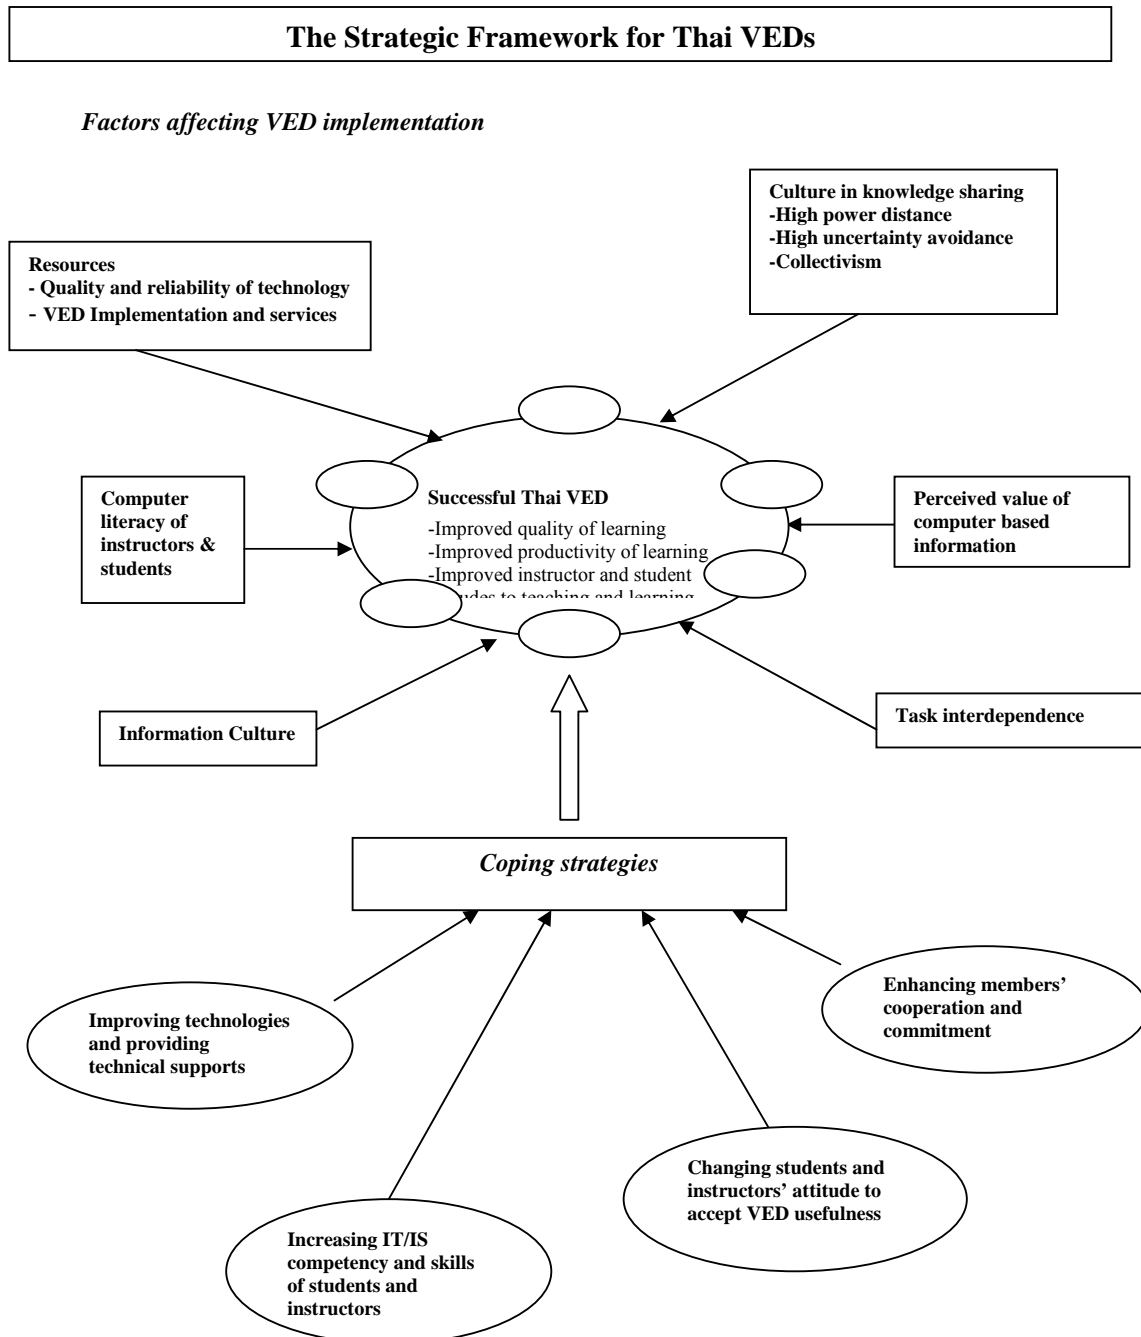 The Strategic Framework for Thai VEDs
Factors affecting VED implementation
Culture in knowledge sharing
-High power distance
-High uncertainty avoidance
-Collectivism
Resources
- Quality and reliability of technology
- VED Implementation and services
Computer
literacy of
instructors &
students
Successful Thai VED
-Improved quality of learning
-Improved productivity of learning
-Improved instructor and student
to teaching and learning
Perceived value of
computer based
information
Information Culture
Task interdependence
Coping strategies
Enhancing members’
cooperation and
commitment
Improving technologies
and providing
technical supports
Changing students and
instructors’ attitude to
accept VED usefulness
Increasing IT/IS
competency and skills
of students and
instructors